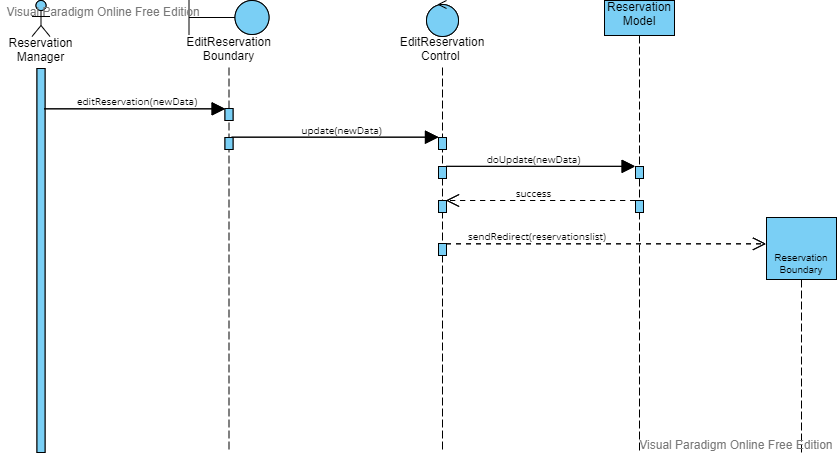 Visual Paradigm Online Free Edition
Reservation
Manager
EditReservation
Boundary
EditReservation
Control
Reservation
Model
editReservation(newData)
update(newData)
doUpdate(newData)
success
sendRedirect(reservationslist)
Reservation
Boundary
Visual Paradigm Online Free Edition